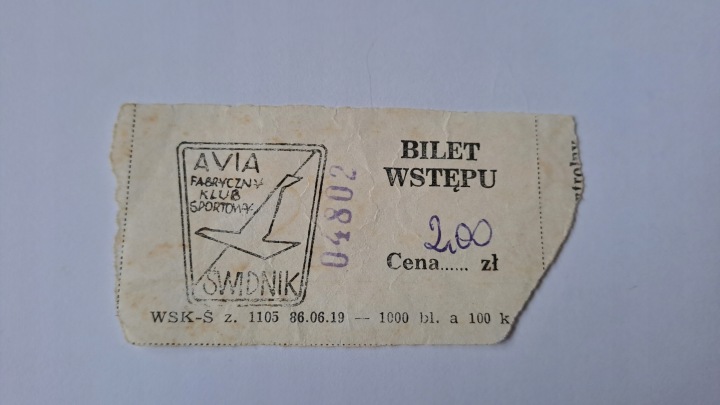 AVIA
FABRYCZNY
KLUB
SPORTOWY
ŚWIDNIK
04802
BILET
WSTĘPU
2,00
Cena...... zł
WSK-Ś z. 1105 86.06.19 — 1000 bl. a 100 k